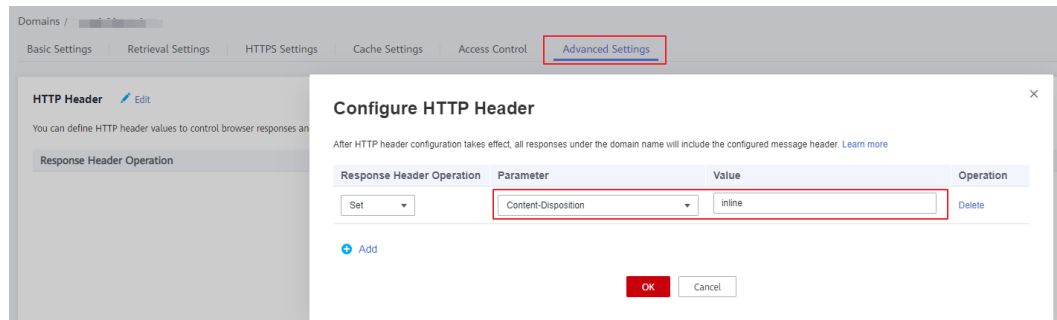 Domains /
Basic Settings Retrieval Settings HTTPS Settings Cache Settings Access Control Advanced Settings
HTTP Header Edit
You can define HTTP header values to control browser responses an
Response Header Operation
Configure HTTP Header
After HTTP header configuration takes effect, all responses under the domain name will include the configured message header. Learn more
Response Header Operation Parameter Value Operation
Set Content-Disposition inline Delete
Add
OK Cancel